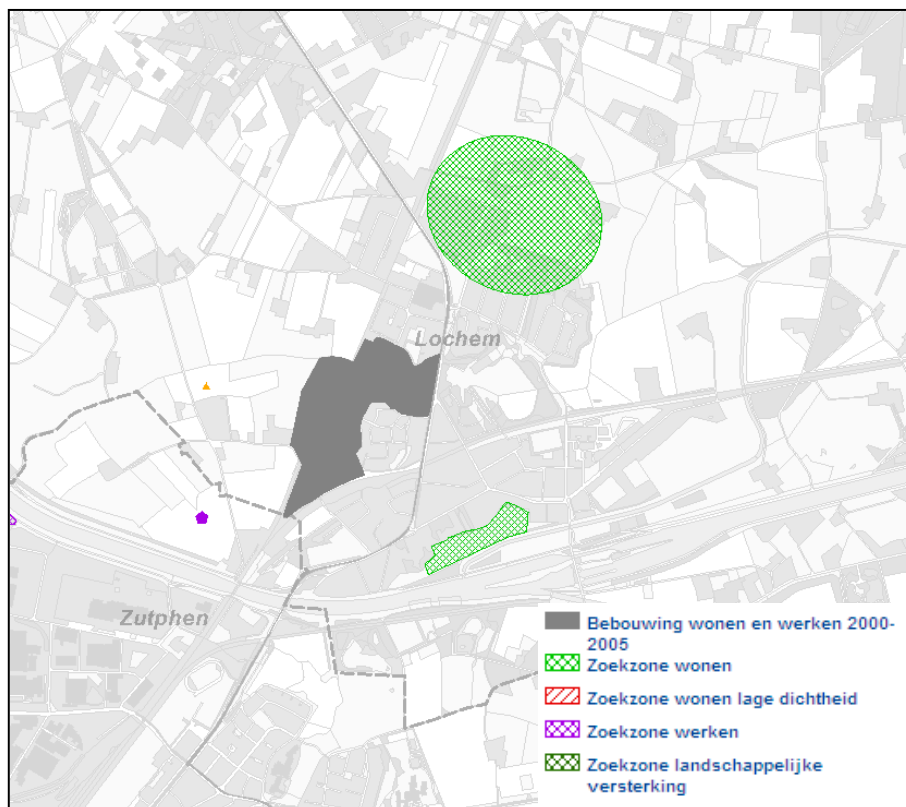 Lochem
Zutphen
Bebouwing wonen en werken 2000-
2005
Zoekzone wonen
Zoekzone wonen lage dichtheid
Zoekzone werken
Zoekzone landschappelijke
versterking